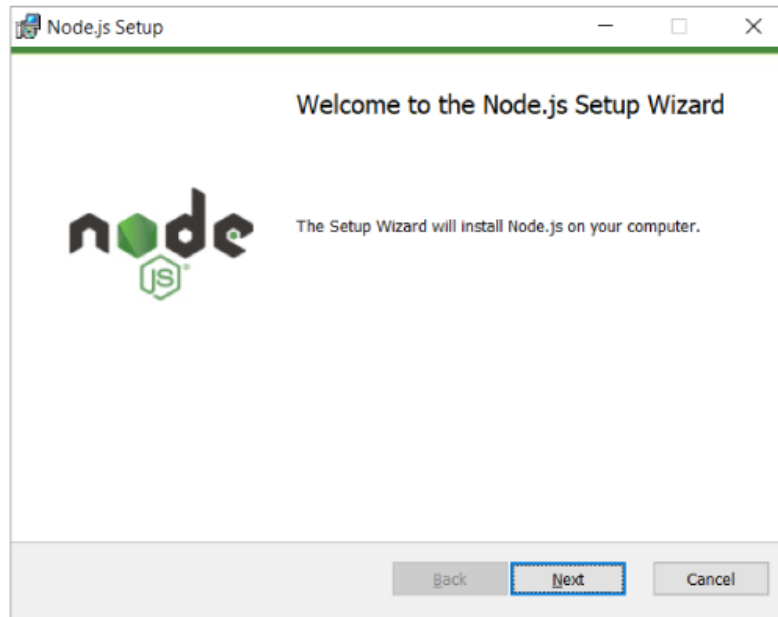 Node.js Setup
Welcome to the Node.js Setup Wizard
The Setup Wizard will install Node.js on your computer.
node
JS
Back
Next
Cancel